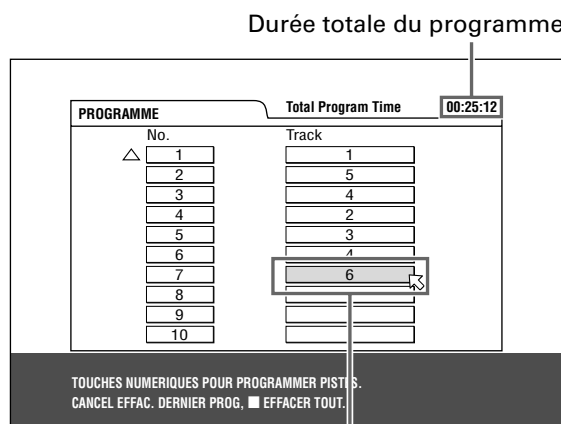 Durée totale du programme
PROGRAMME Total Program Time 00:25:12
No. Track
1 1
2 5
3 4
4 2
5 3
6 4
7 6
8
9
10
TOUCHES NUMERIQUES POUR PROGRAMMER PISTES.
CANCEL EFFAC. DERNIER PROG, ■ EFFACER TOUT.